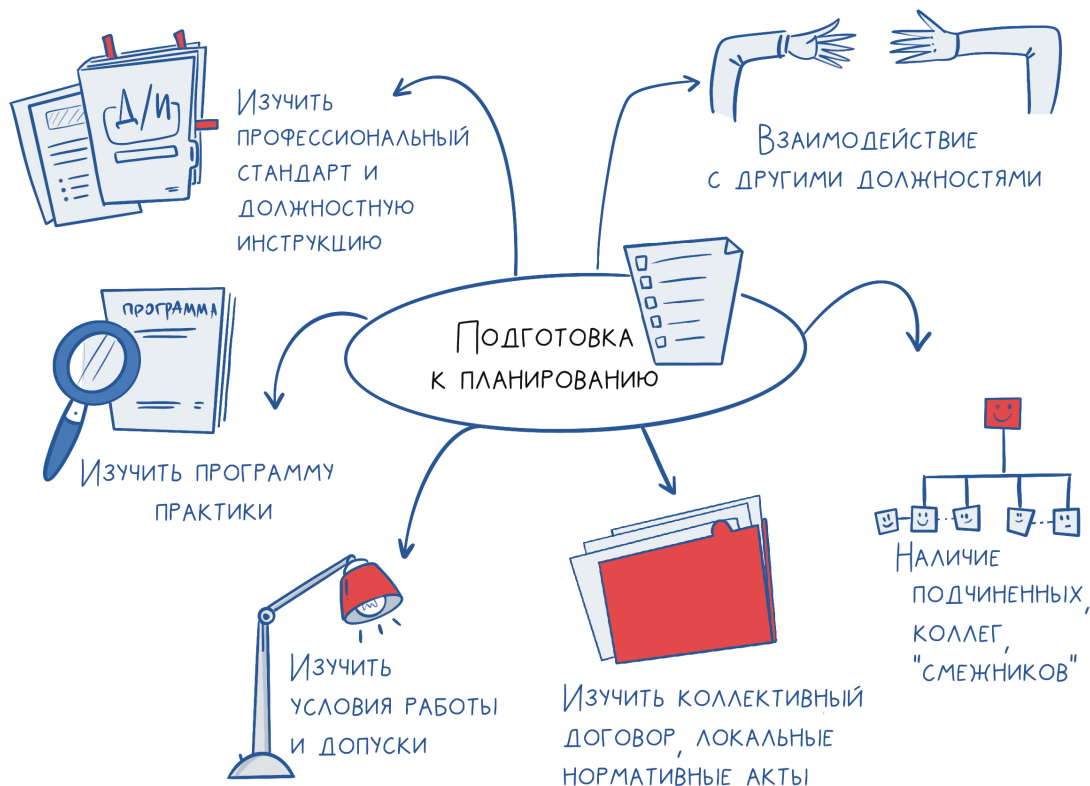 Д/И
Изучить
профессиональный
стандарт и
должностную
инструкцию
Взаимодействие
с другими должностями
Подготовка
к планированию
ПРОГРАММА
Изучить программу
практики
Наличие
подчиненных,
коллег,
"смежников"
Изучить
условия работы
и допуски
Изучить коллективный
договор, локальные
нормативные акты